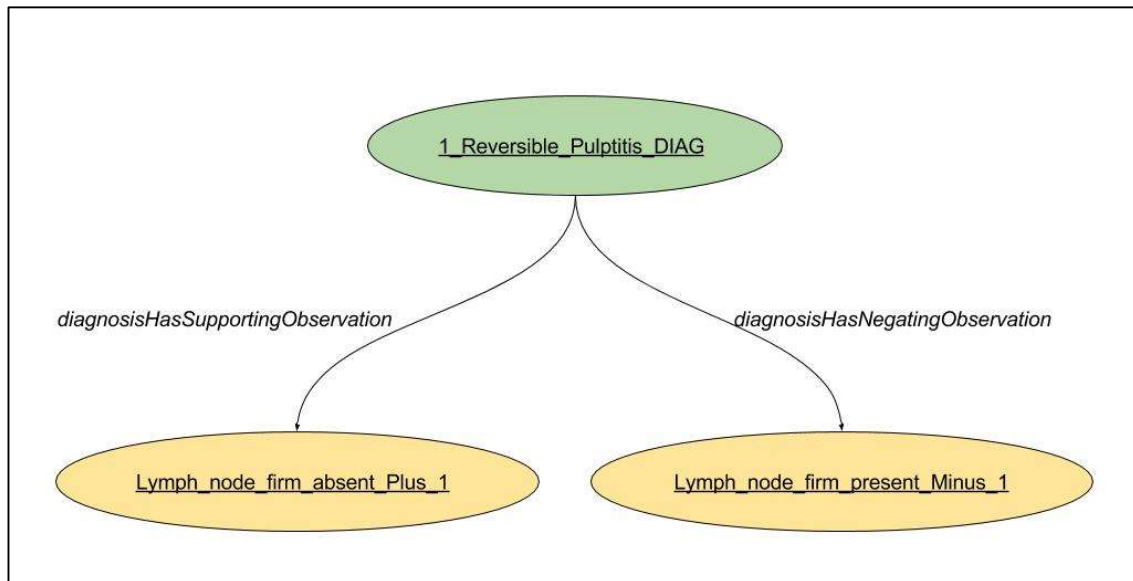 1_Reversible_Pulptitis_DIAG
diagnosisHasSupportingObservation
diagnosisHasNegatingObservation
Lymph_node_firm_absent_Plus_1
Lymph_node_firm_present_Minus_1